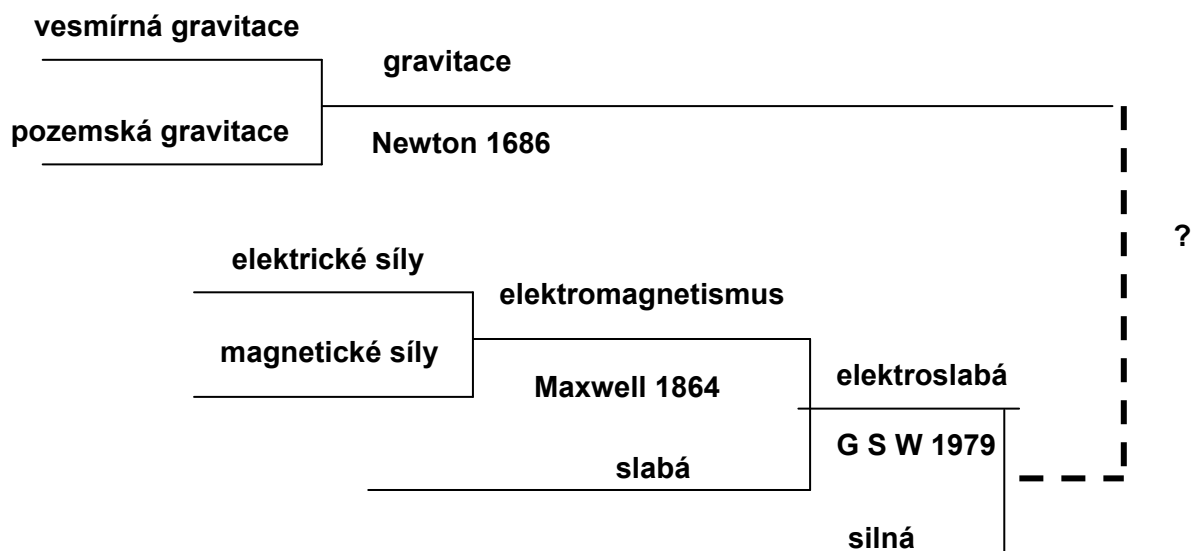 vesmírná gravitace
gravitace
pozemská gravitace
Newton 1686
?
elektrické síly
elektromagnetismus
magnetické síly
Maxwell 1864
elektroslabá
G S W 1979
slabá
silná